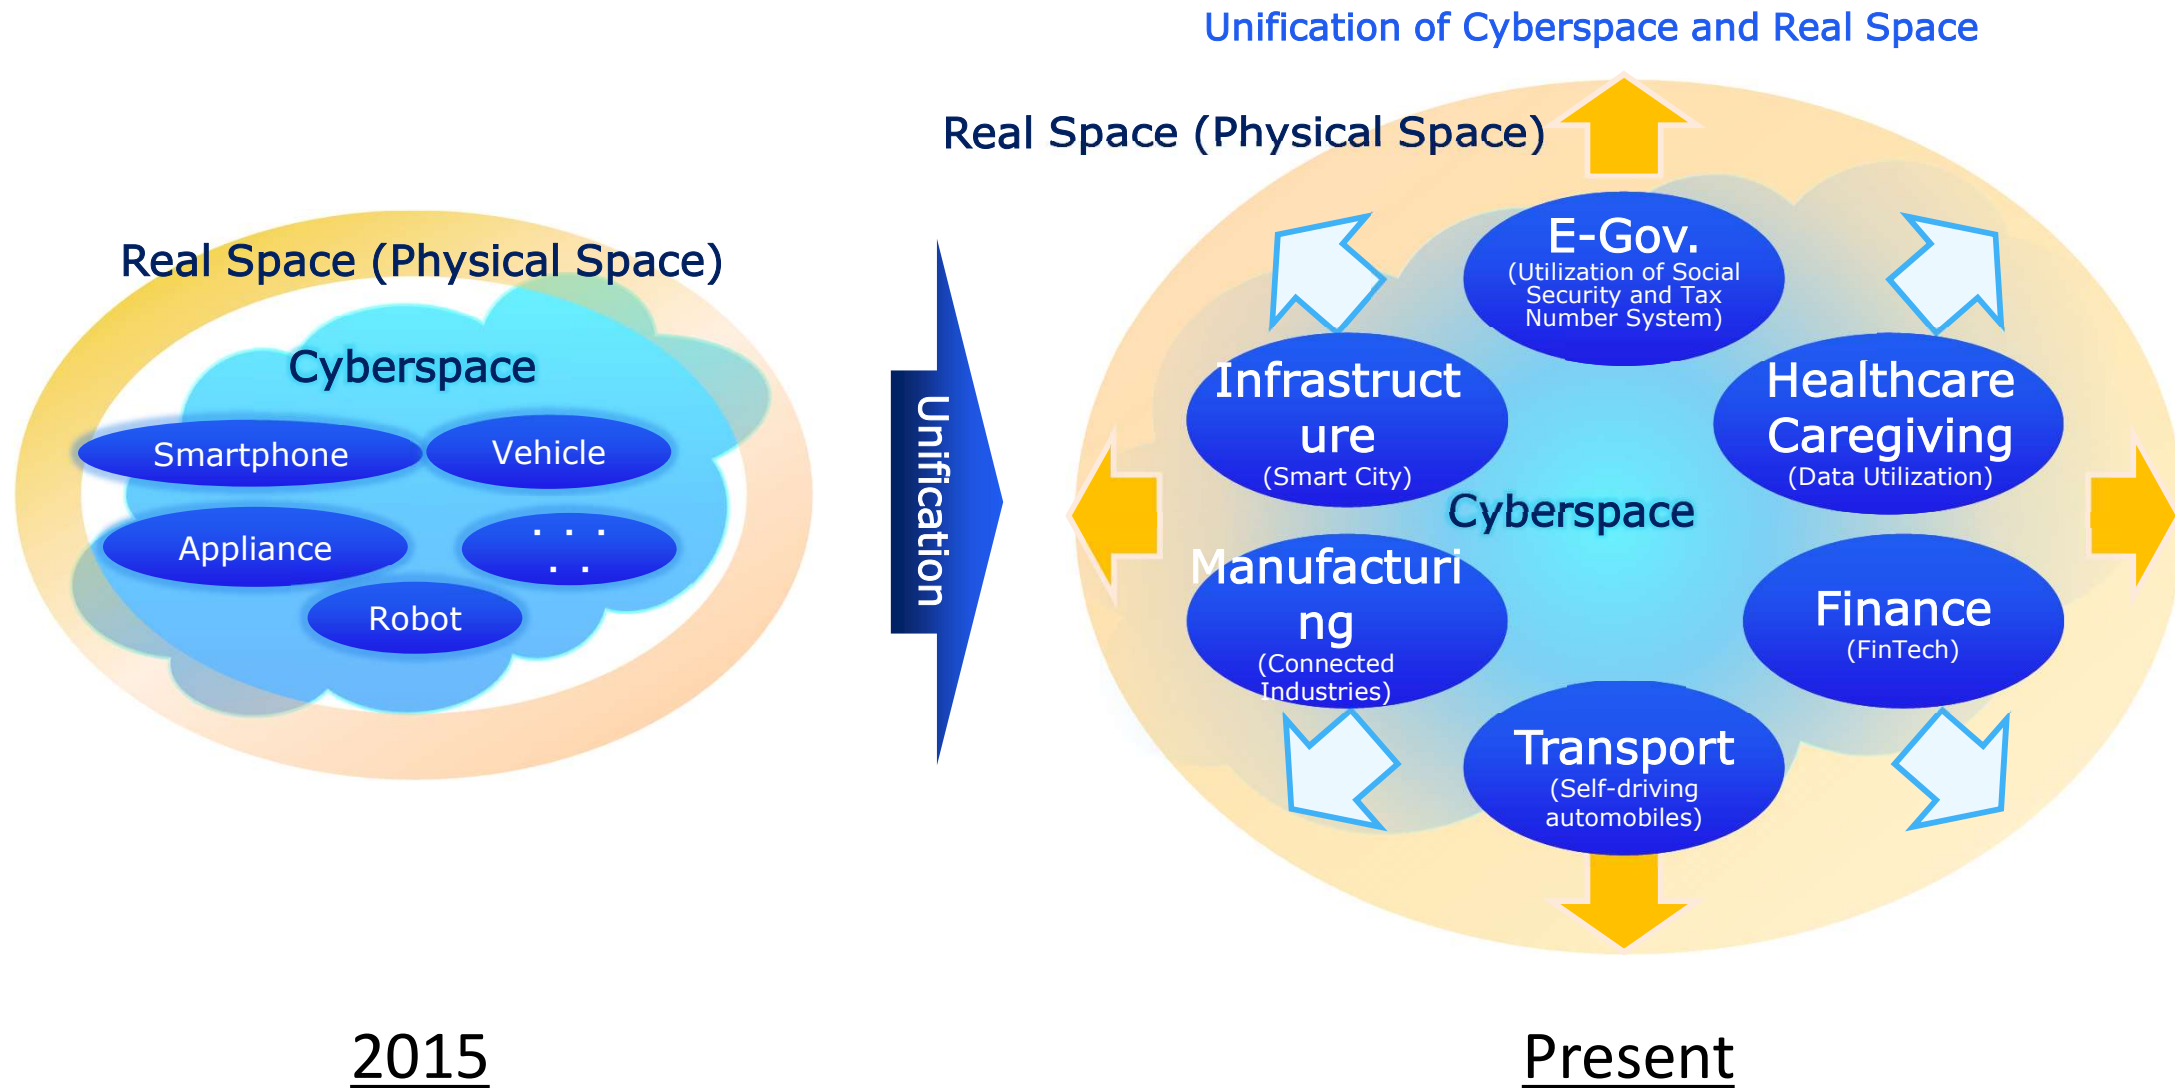 Unification of Cyberspace and Real Space
Real Space (Physical Space)
Cyberspace
Smartphone
Vehicle
Appliance
. . .
. .
Robot
2015
Unification
Real Space (Physical Space)
E-Gov.
(Utilization of Social
Security and Tax
Number System)
Infrastruct
ure
(Smart City)
Healthcare
Caregiving
(Data Utilization)
Cyberspace
Manufacturi
ng
(Connected
Industries)
Finance
(FinTech)
Transport
(Self-driving
automobiles)
Present